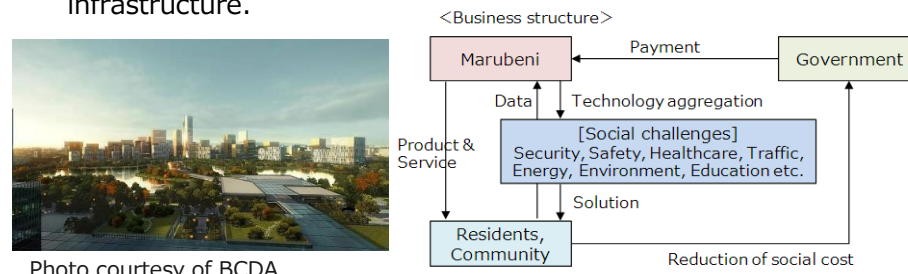 infrastructure.
＜Business structure＞
Marubeni
Payment
Government
Data
Technology aggregation
Product &
Service
[Social challenges]
Security, Safety, Healthcare, Traffic,
Energy, Environment, Education etc.
Solution
Residents,
Community
Reduction of social cost
Photo courtesy of BCDA